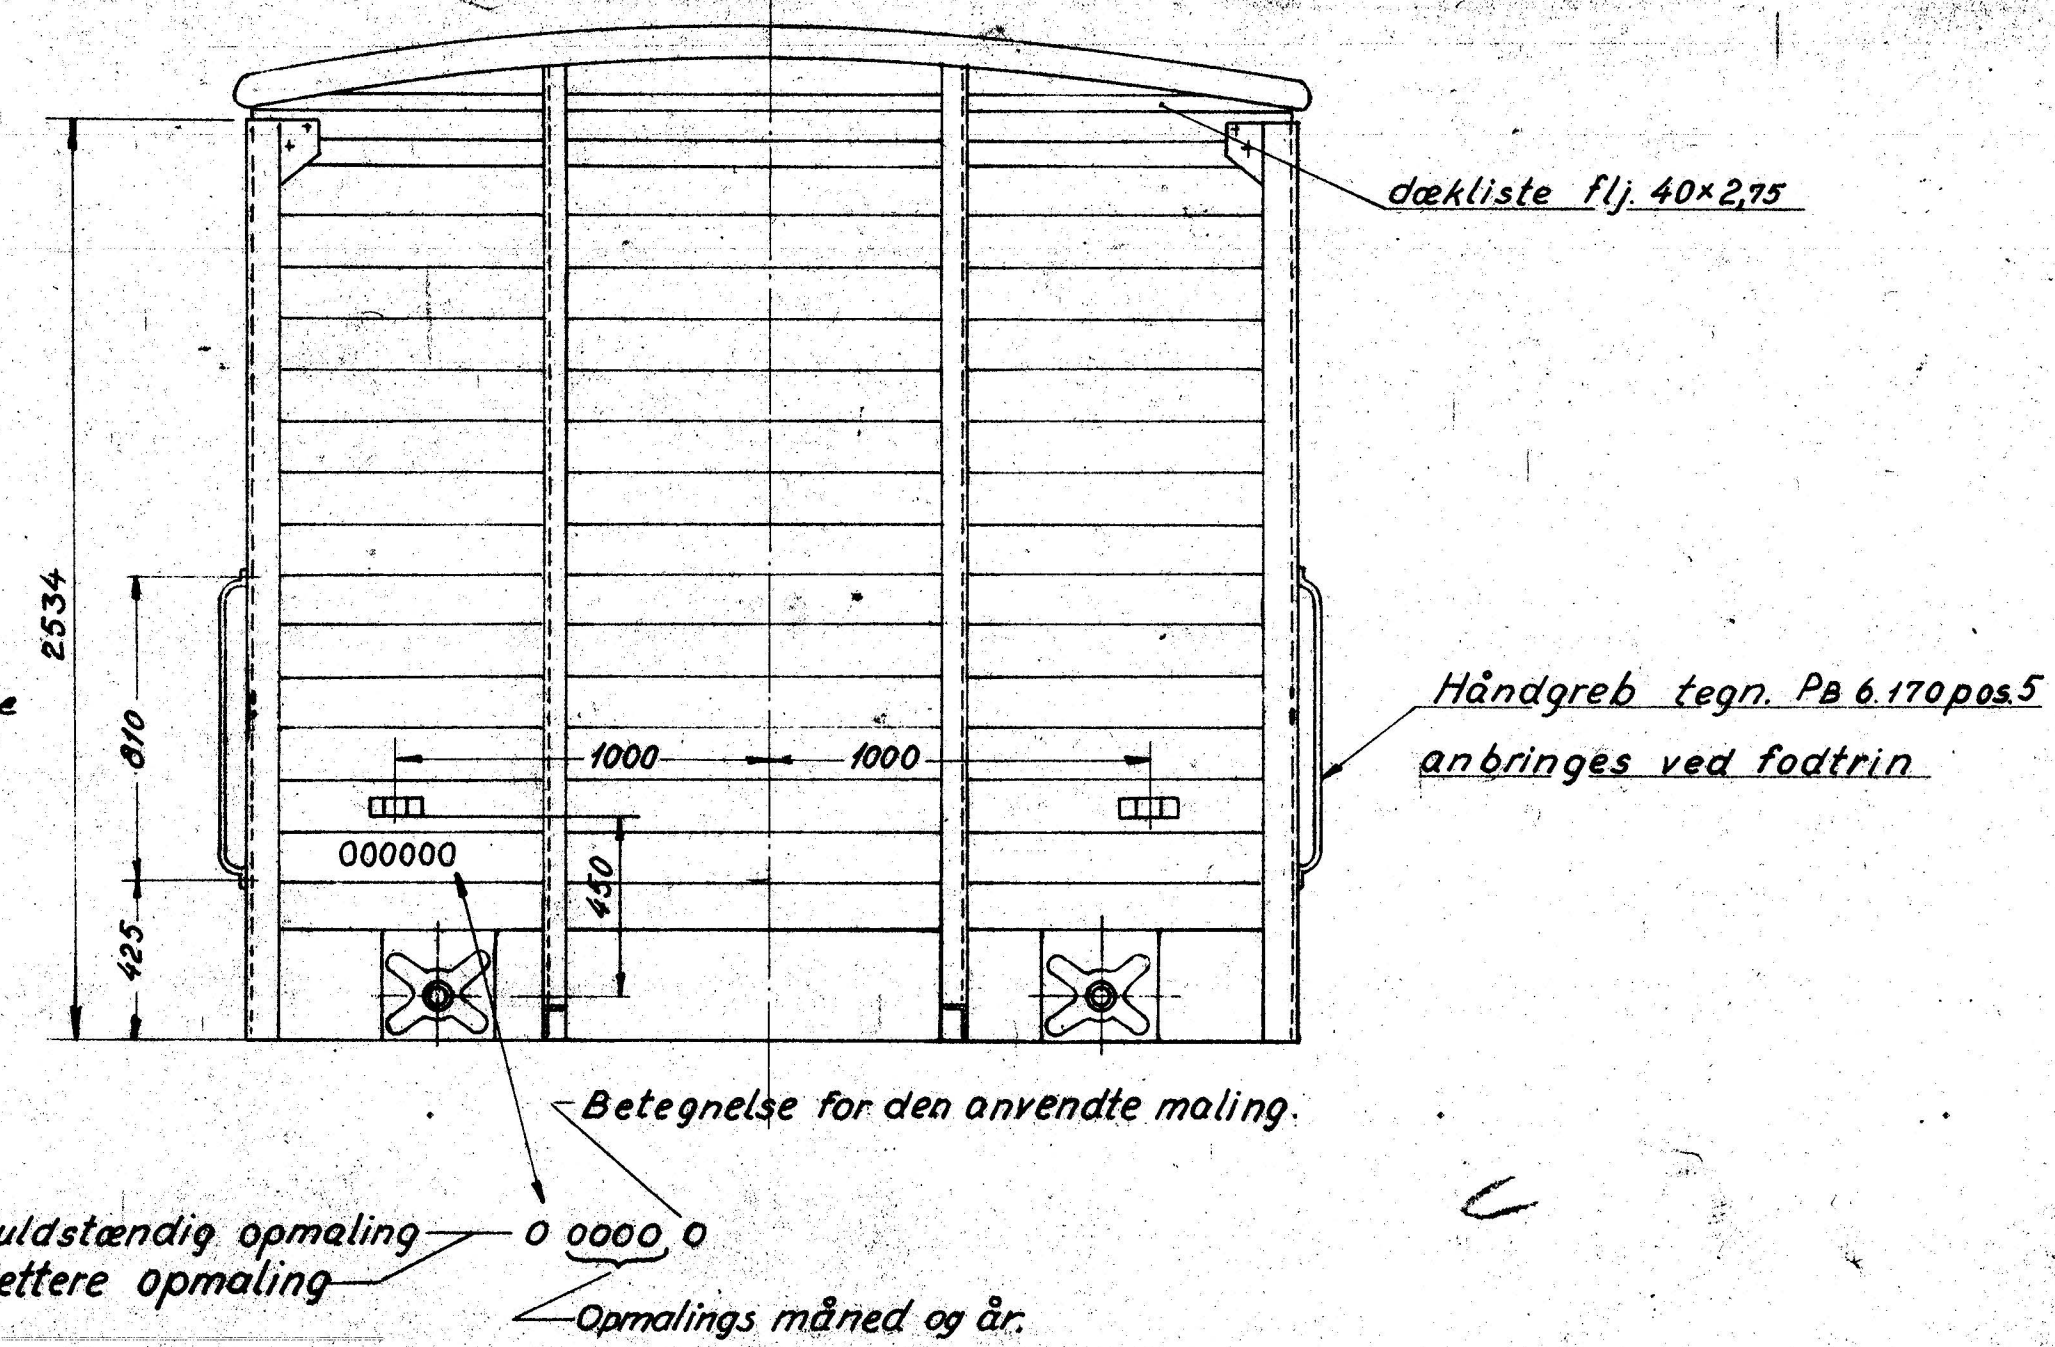 dækliste flj. 40×2,75
2534
810
425
1000
1000
450
000000
Håndgreb tegn. PB 6.170 pos.5
anbringes ved fodtrin
Betegnelse for den anvendte maling.
uldstændig opmaling
0 0000 0
ettere opmaling
Opmalings måned og år.